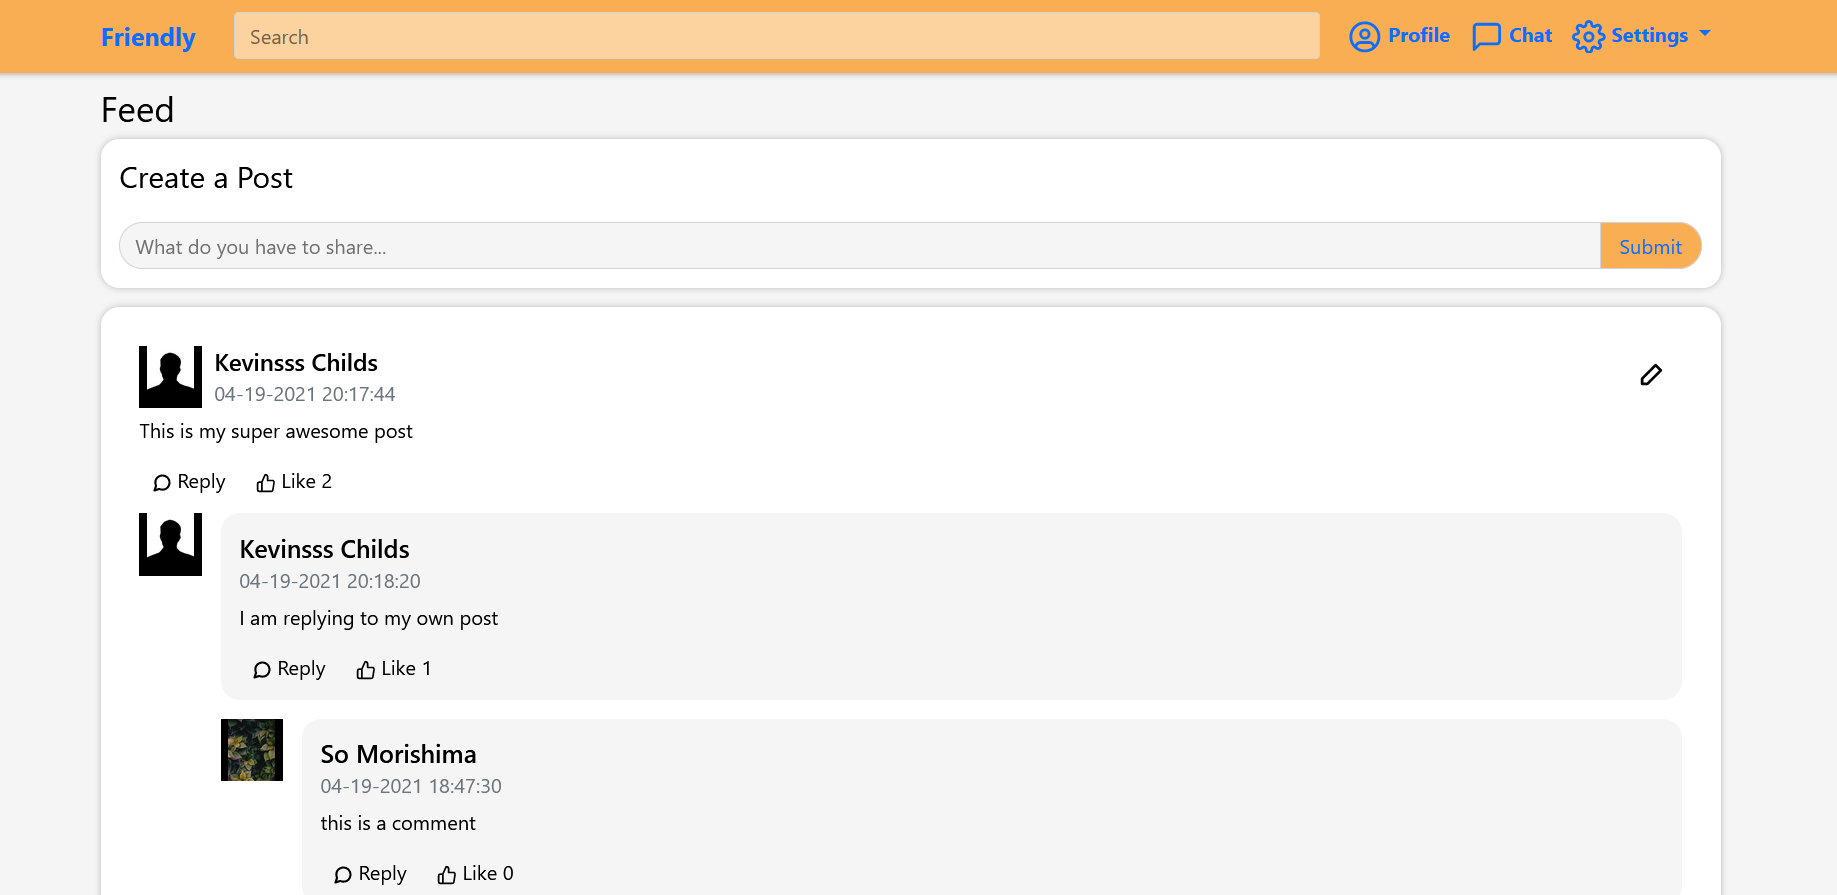 Friendly
Search
Profile
Chat
Settings
Feed
Create a Post
What do you have to share...
Submit
Kevinsss Childs
04-19-2021 20:17:44
This is my super awesome post
Reply
Like 2
Kevinsss Childs
04-19-2021 20:18:20
I am replying to my own post
Reply
Like 1
So Morishima
04-19-2021 18:47:30
this is a comment
Reply
Like 0